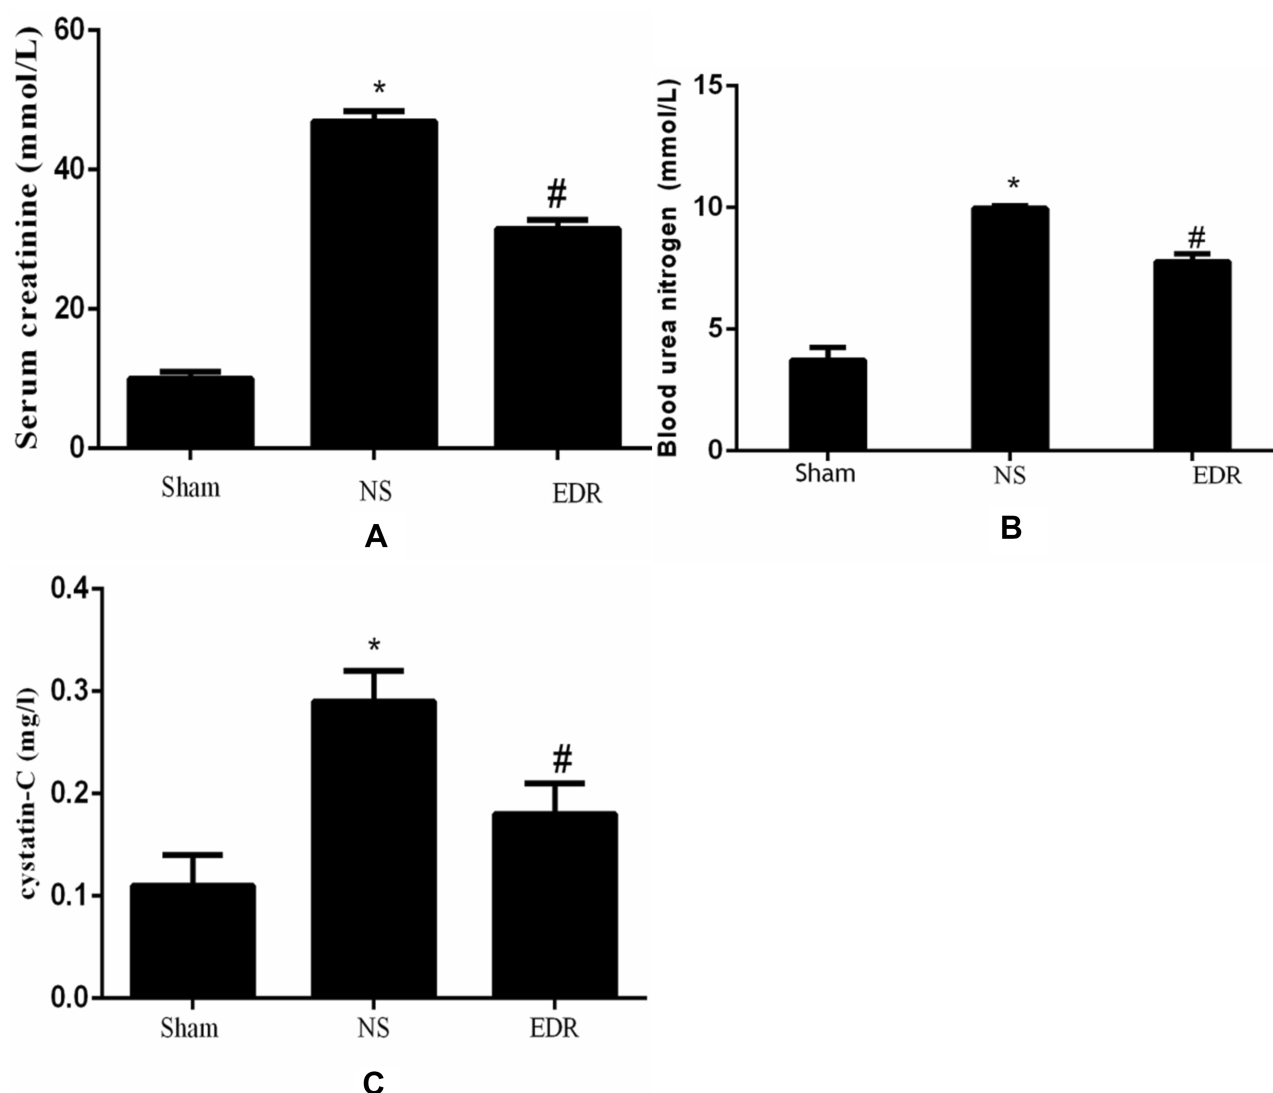 Serum creatinine (mmol/L)
60
40
20
0
*
#
Sham
NS
EDR
A
Blood urea nitrogen (mmol/L)
15
10
5
0
*
#
Sham
NS
EDR
B
cystatin-C (mg/l)
0.4
0.3
0.2
0.1
0.0
*
#
Sham
NS
EDR
C